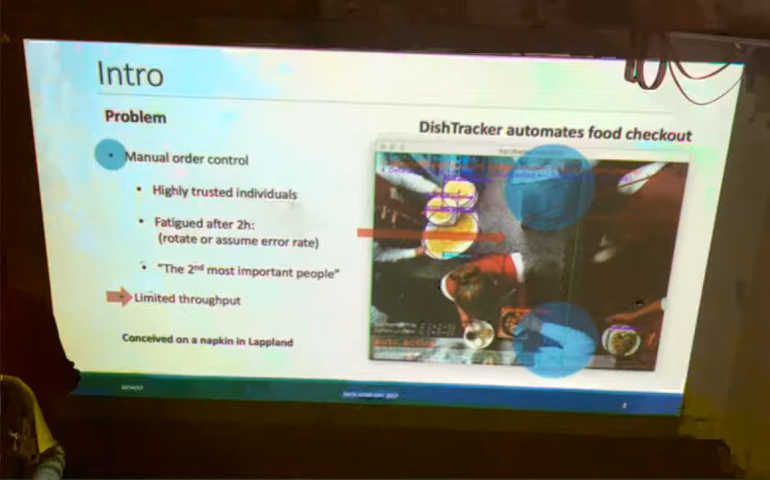 Intro
Problem
DishTracker automates food checkout
• Manual order control
• Highly trusted individuals
• Fatigued after 2h:
(rotate or assume error rate)
• "The 2nd most important people"
• Limited throughput
Conceived on a napkin in Lappland